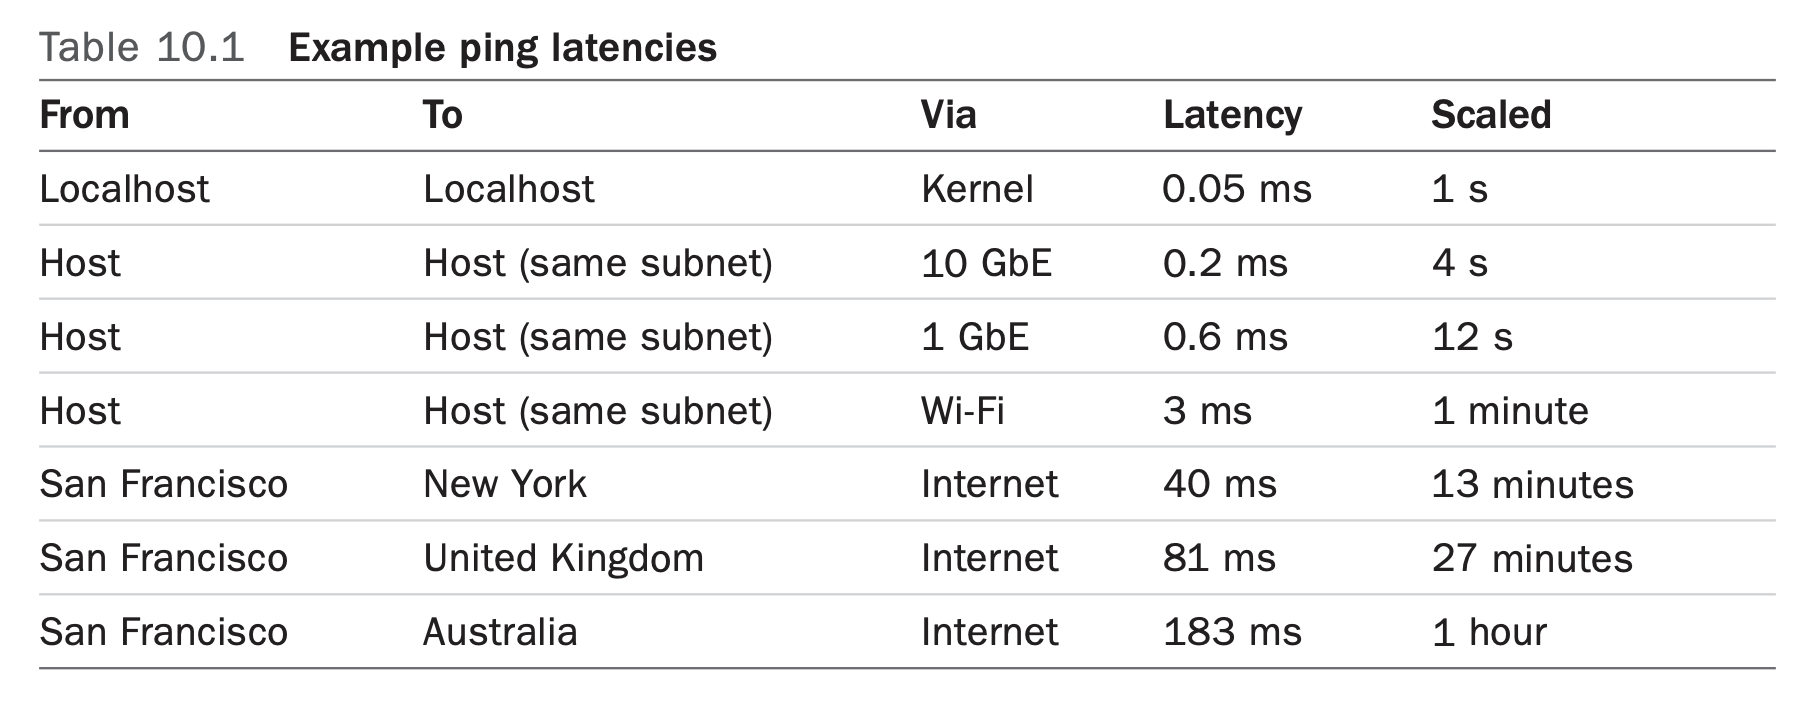 Table 10.1 Example ping latencies
From To Via Latency Scaled
Localhost Localhost Kernel 0.05 ms 1 s
Host Host (same subnet) 10 GbE 0.2 ms 4 s
Host Host (same subnet) 1 GbE 0.6 ms 12 s
Host Host (same subnet) Wi-Fi 3 ms 1 minute
San Francisco New York Internet 40 ms 13 minutes
San Francisco United Kingdom Internet 81 ms 27 minutes
San Francisco Australia Internet 183 ms 1 hour